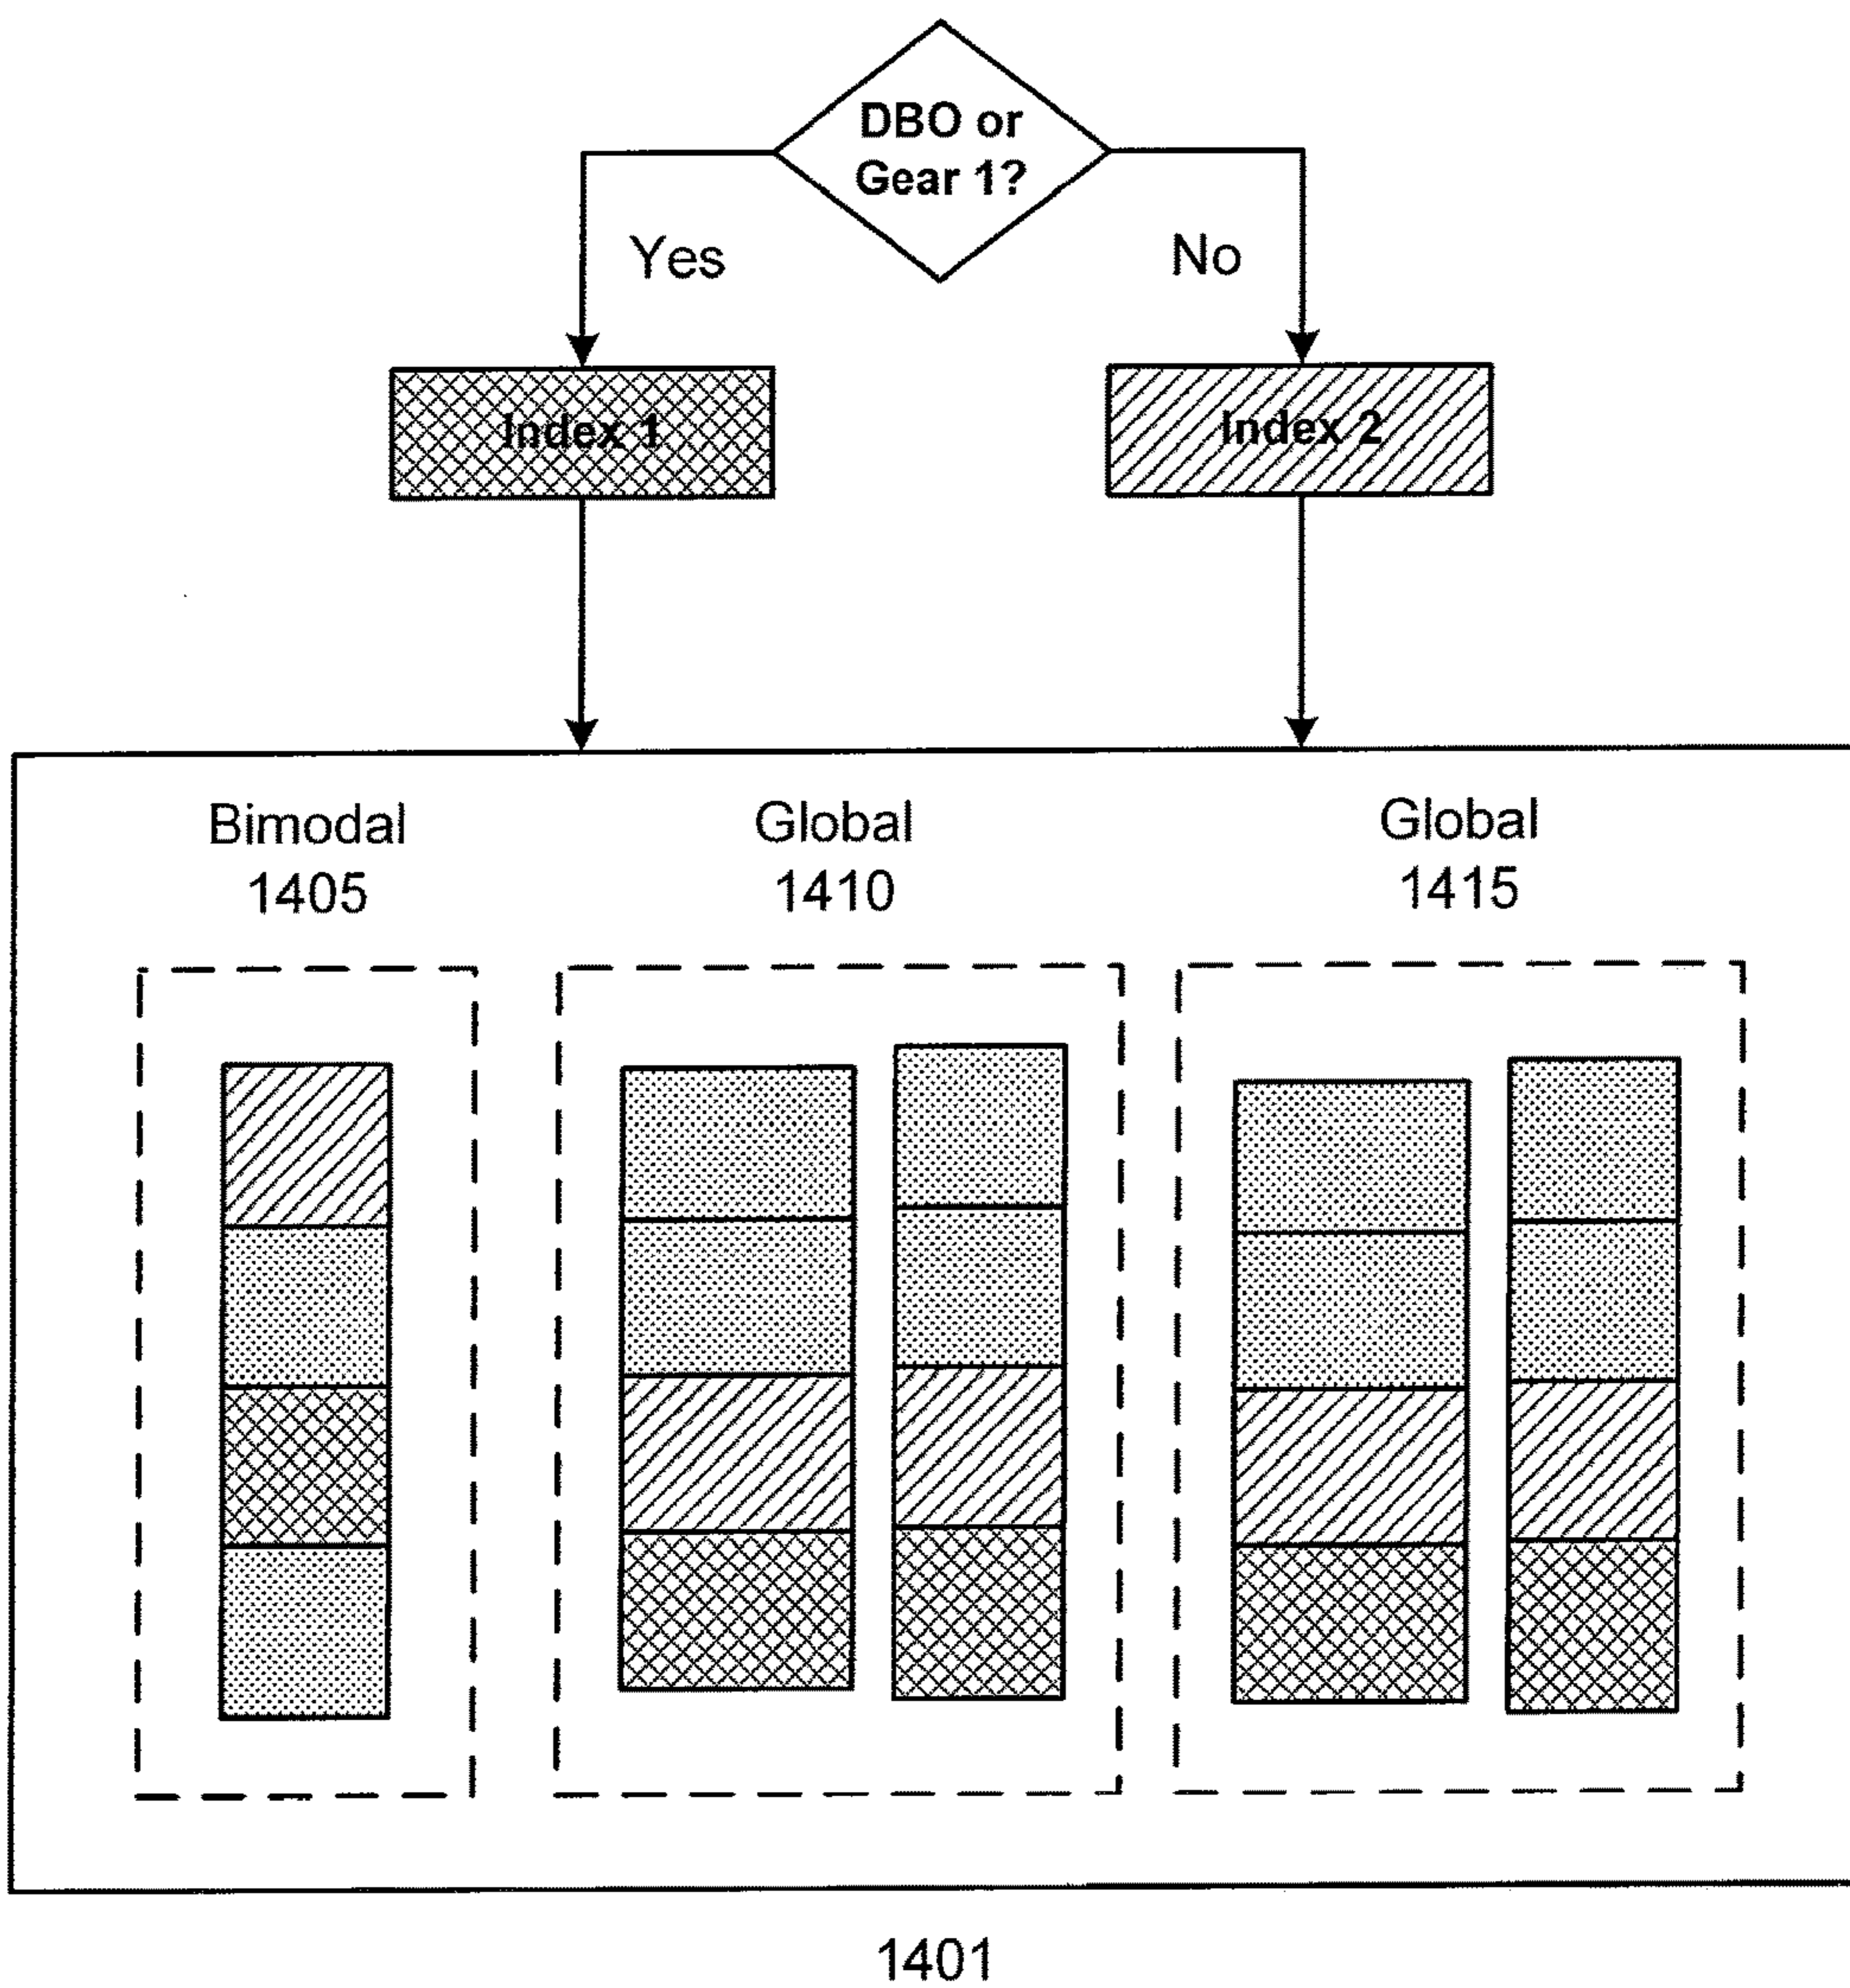 DBO or
Gear 1?
Yes
No
Index 1
Index 2
Bimodal
1405
Global
1410
Global
1415
1401